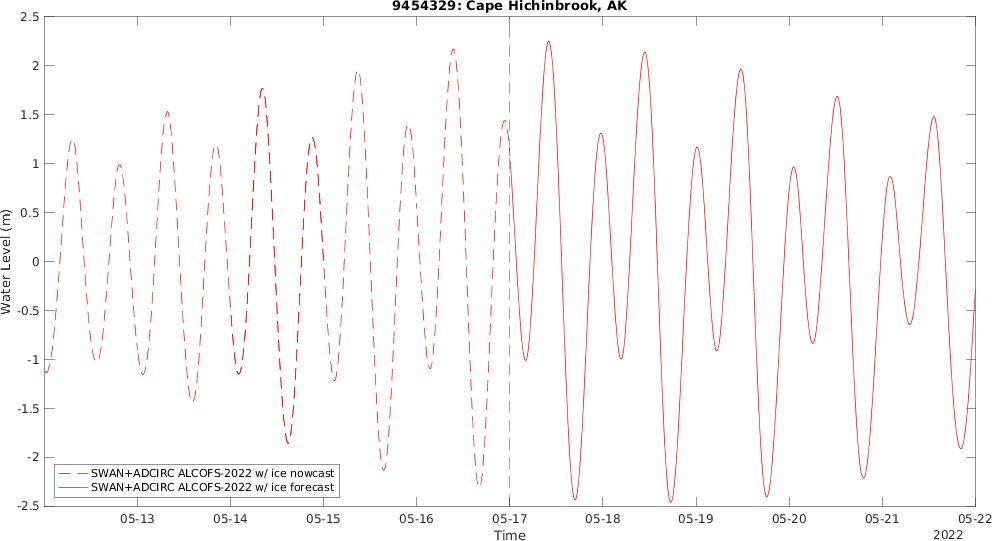 9454329: Cape Hichinbrook, AK
2.5
2
1.5
1
0.5
0
-0.5
-1
-1.5
-2
-2.5
Water Level (m)
SWAN+ADCIRC ALCOFS-2022 w/ ice nowcast
SWAN+ADCIRC ALCOFS-2022 w/ ice forecast
05-13 05-14 05-15 05-16 05-17 05-18 05-19 05-20 05-21 05-22
Time
2022